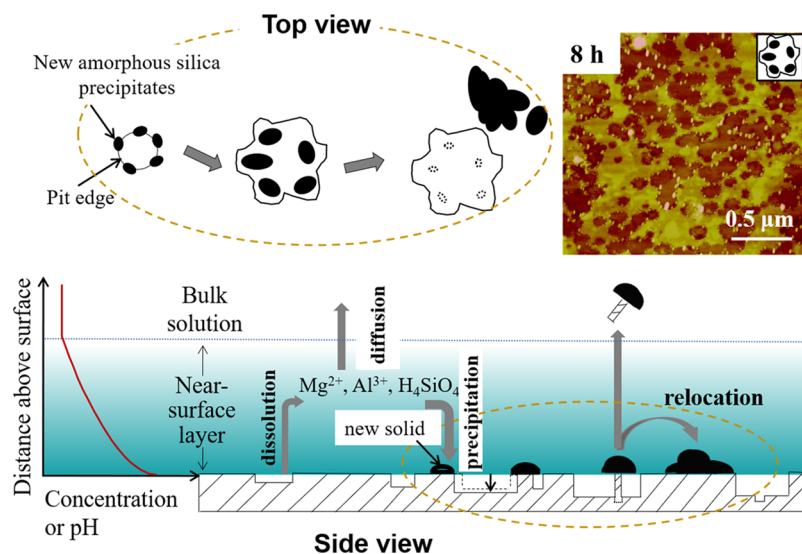 Top view
New amorphous silica
precipitates
Pit edge
8 h
0.5 µm
Distance above surface
Bulk
solution
Near-
surface
layer
Concentration
or pH
dissolution
diffusion
Mg²⁺, Al³⁺, H₄SiO₄
new solid
precipitation
relocation
Side view